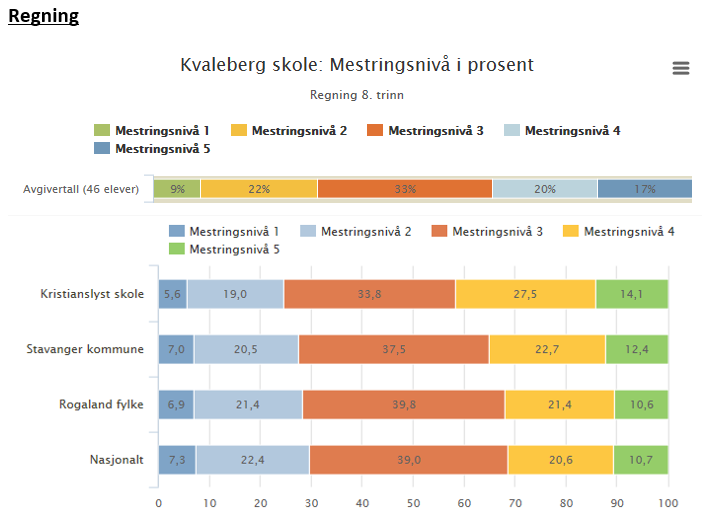 Regning
Kvaleberg skole: Mestringsnivå i prosent
Regning 8. trinn
Mestringsnivå 1 Mestringsnivå 2 Mestringsnivå 3 Mestringsnivå 4
Mestringsnivå 5
Avgivertall (46 elever) 9% 22% 33% 20% 17%
Mestringsnivå 1 Mestringsnivå 2 Mestringsnivå 3 Mestringsnivå 4
Mestringsnivå 5
Kristianslyst skole 5,6 19,0 33,8 27,5 14,1
Stavanger kommune 7,0 20,5 37,5 22,7 12,4
Rogaland fylke 6,9 21,4 39,8 21,4 10,6
Nasjonalt 7,3 22,4 39,0 20,6 10,7
0 10 20 30 40 50 60 70 80 90 100